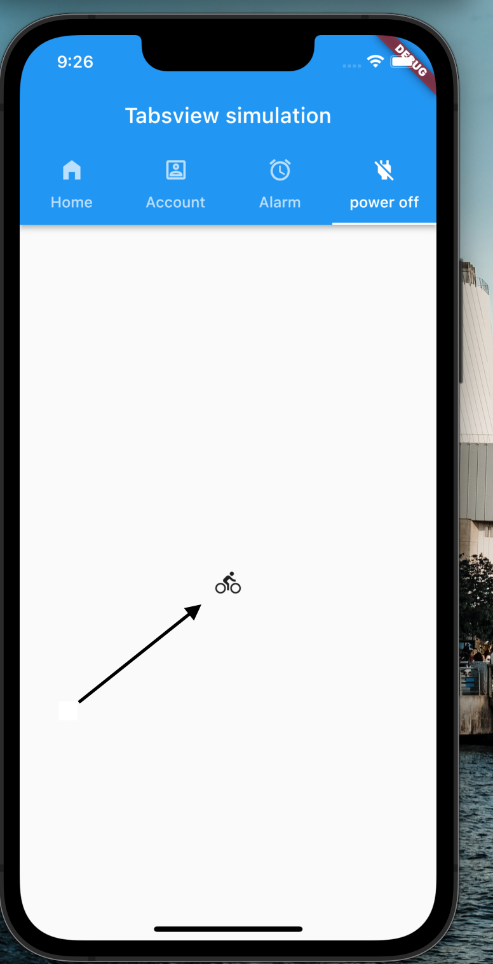 9:26
DEBUG
Tabsview simulation
Home
Account
Alarm
power off